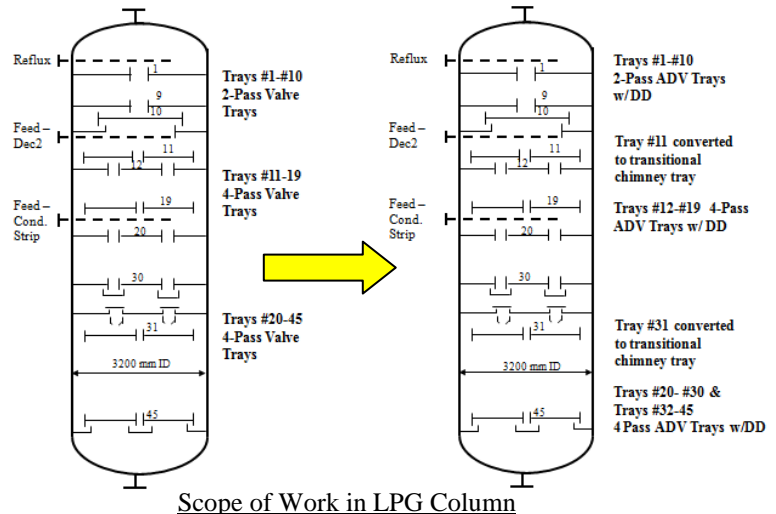 Reflux
1
9
10
Feed –
Dec2
11
12
Feed –
Cond.
Strip
19
20
30
31
3200 mm ID
45
Trays #1-#10
2-Pass Valve
Trays
Trays #11-19
4-Pass Valve
Trays
Trays #20-45
4-Pass Valve
Trays
Reflux
1
9
10
Feed –
Dec2
11
12
Feed –
Cond.
Strip
19
20
30
31
3200 mm ID
45
Trays #1-#10
2-Pass ADV Trays
w/DD
Tray #11 converted
to transitional
chimney tray
Trays #12-#19 4-Pass
ADV Trays w/ DD
Tray #31 converted
to transitional
chimney tray
Trays #20- #30 &
Trays #32-45
4 Pass ADV Trays w/DD
Scope of Work in LPG Column